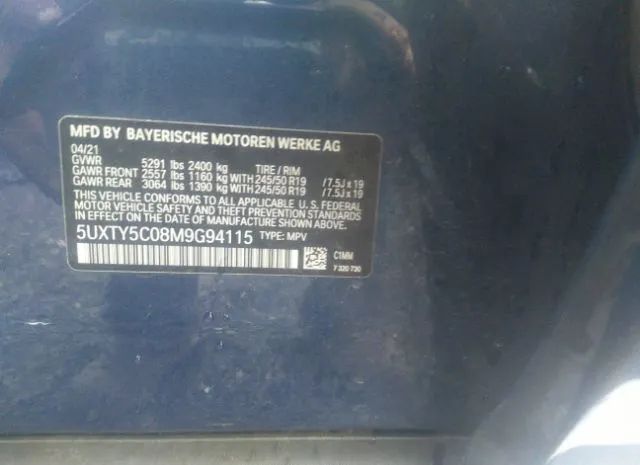 MFD BY BAYERISCHE MOTOREN WERKE AG
04/21
GVWR 5291 lbs 2400 kg TIRE / RIM
GAWR FRONT 2557 lbs 1160 kg WITH 245/50 R19 / 7.5J x 19
GAWR REAR 3064 lbs 1390 kg WITH 245/50 R19 / 7.5J x 19
THIS VEHICLE CONFORMS TO ALL APPLICABLE U. S. FEDERAL
MOTOR VEHICLE SAFETY, BUMPER, AND THEFT PREVENTION STANDARDS
IN EFFECT ON THE DATE OF MANUFACTURE SHOWN ABOVE.
5UXTY5C08M9G94115 TYPE: MPV
C1MM
7 320 730